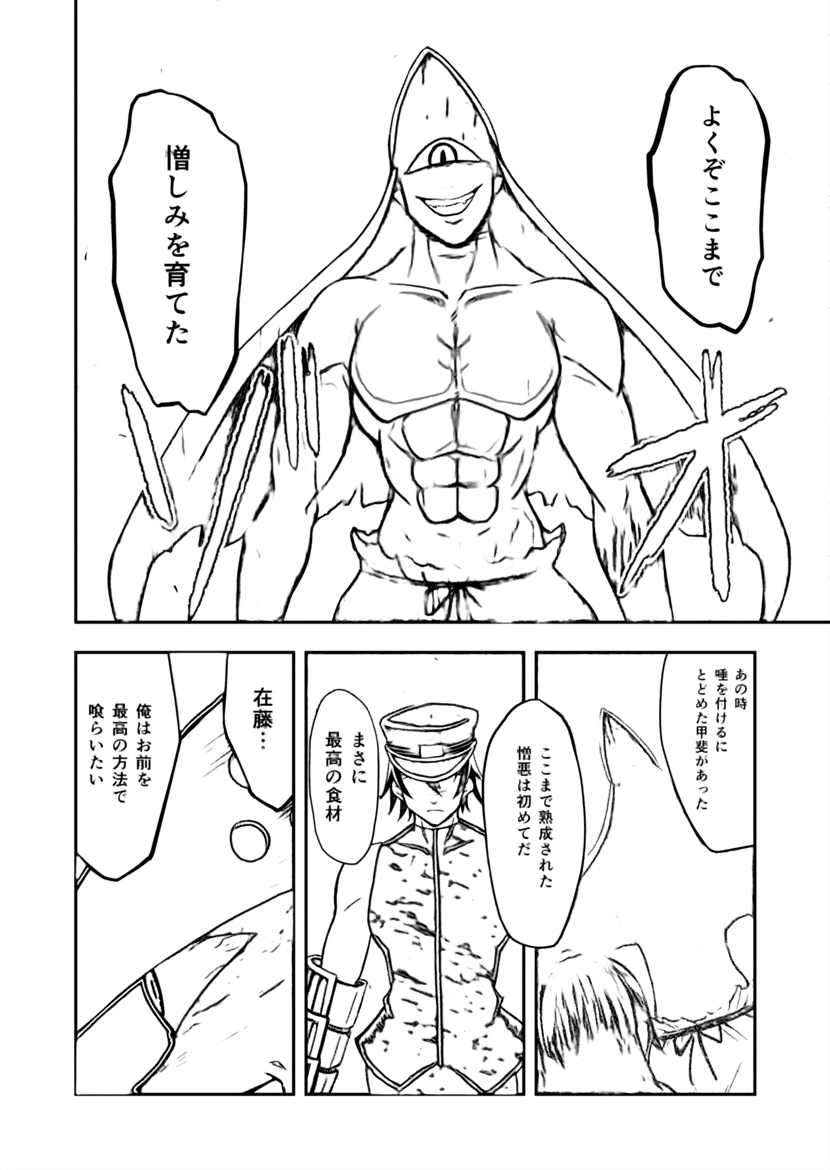 よくぞここまで
憎しみを育てた
あの時
唾を付けるに
とどめた甲斐があった
ここまで熟成された
憎悪は初めてだ
まさに
最高の食材
在藤…
俺はお前を
最高の方法で
喰らいたい